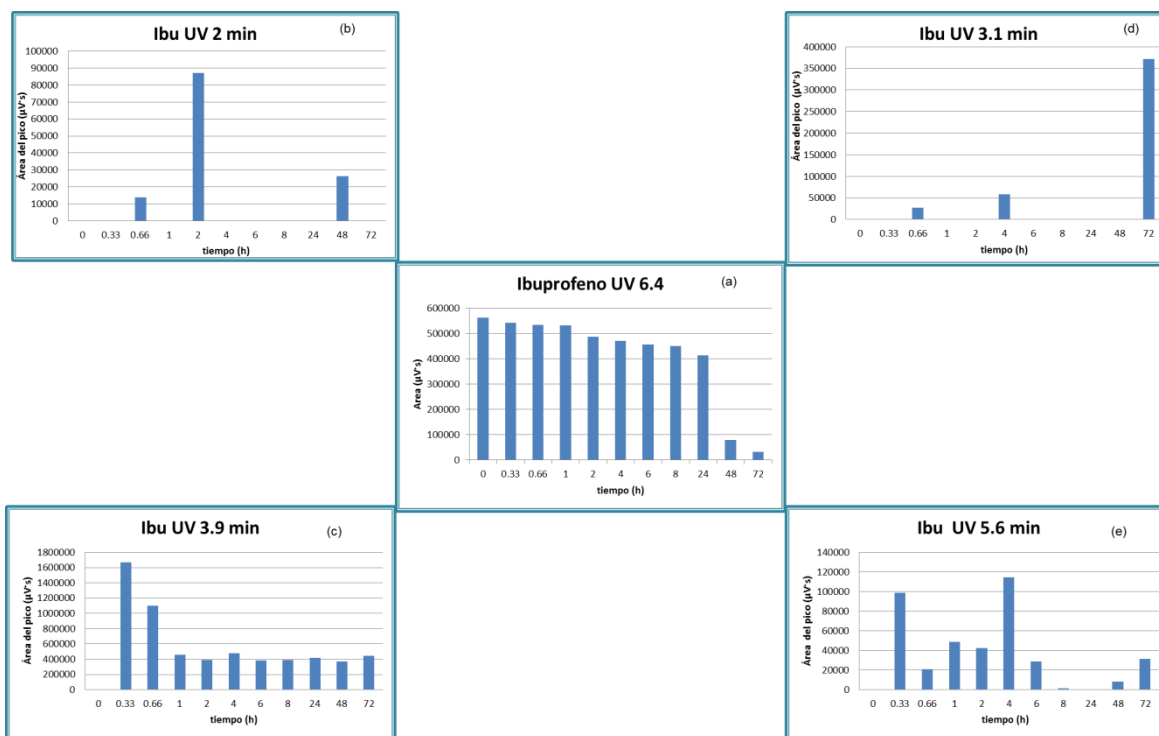 Ibu UV 2 min
(b)
Área del pico (µV*s)
100000
90000
80000
70000
60000
50000
40000
30000
20000
10000
0
0 0.33 0.66 1 2 4 6 8 24 48 72
tiempo (h)
Ibu UV 3.1 min
(d)
Área del pico (µV*s)
400000
350000
300000
250000
200000
150000
100000
50000
0
0 0.33 0.66 1 2 4 6 8 24 48 72
tiempo (h)
Ibuprofeno UV 6.4
(a)
Área (µV*s)
600000
500000
400000
300000
200000
100000
0
0 0.33 0.66 1 2 4 6 8 24 48 72
tiempo (h)
Ibu UV 3.9 min
(c)
Área del pico (µV*s)
1800000
1600000
1400000
1200000
1000000
800000
600000
400000
200000
0
0 0.33 0.66 1 2 4 6 8 24 48 72
tiempo (h)
Ibu UV 5.6 min
(e)
Área del pico (µV*s)
140000
120000
100000
80000
60000
40000
20000
0
0 0.33 0.66 1 2 4 6 8 24 48 72
tiempo (h)